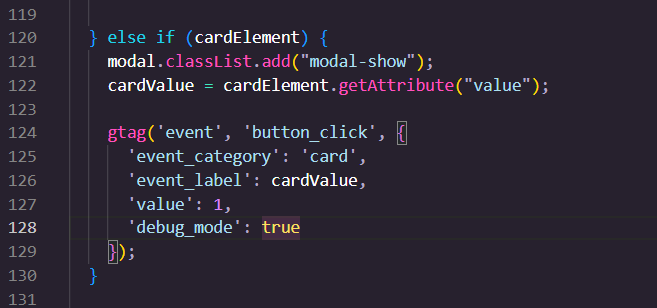 119
120 } else if (cardElement) {
121 modal.classList.add("modal-show");
122 cardValue = cardElement.getAttribute("value");
123
124 gtag('event', 'button_click', {
125 'event_category': 'card',
126 'event_label': cardValue,
127 'value': 1,
128 'debug_mode': true
129 });
130 }
131